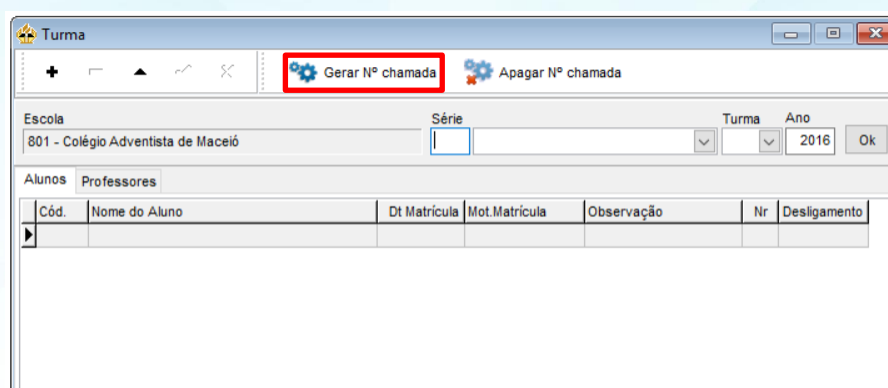 Turma
Gerar Nº chamada Apagar Nº chamada
Escola Série Turma Ano
801 - Colégio Adventista de Maceió 2016 Ok
Alunos Professores
Cód. Nome do Aluno Dt Matrícula Mot.Matrícula Observação Nr Desligamento